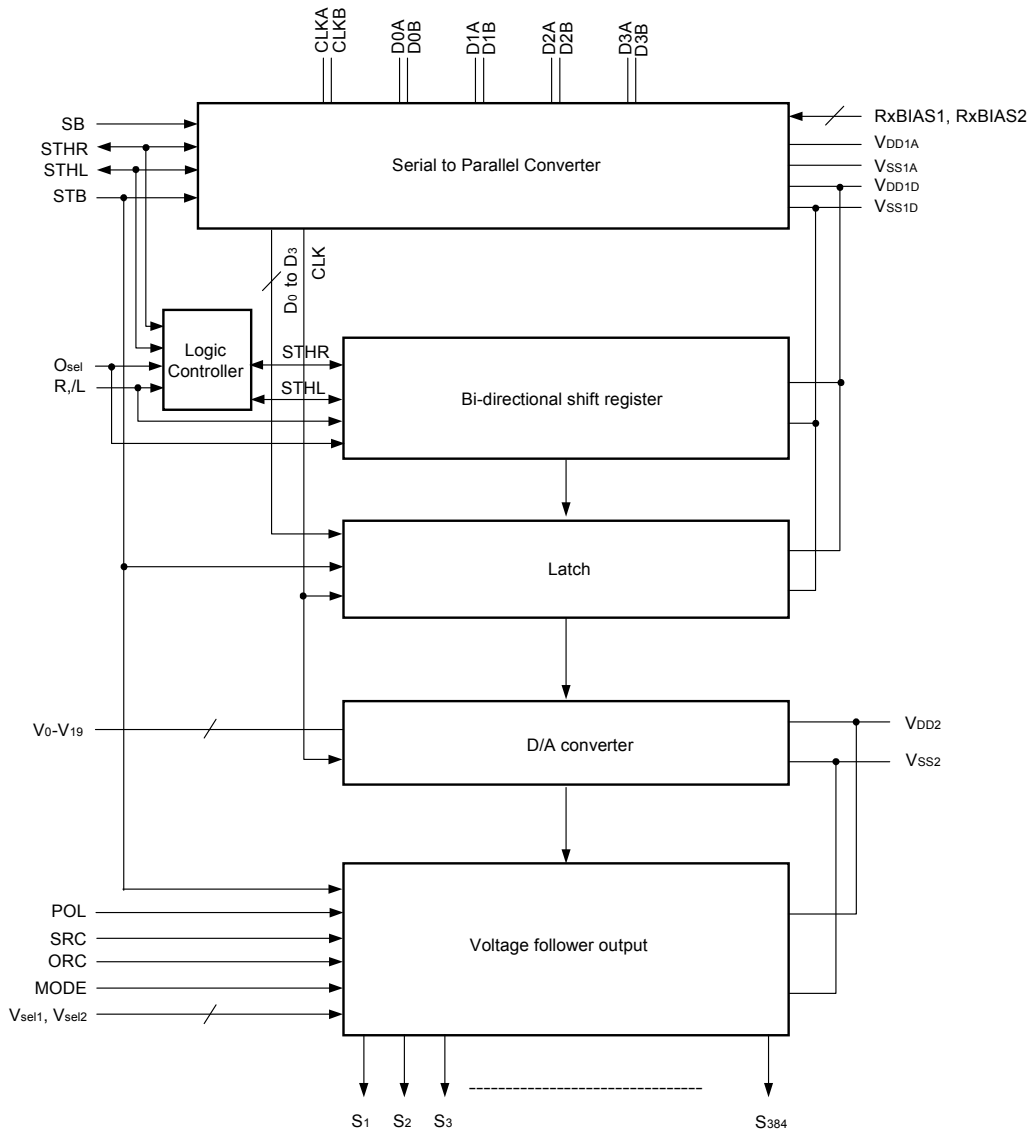 CLKA
CLKB
D0A
D0B
D1A
D1B
D2A
D2B
D3A
D3B
SB
STHR
STHL
STB
Serial to Parallel Converter
RxBIAS1, RxBIAS2
VDD1A
VSS1A
VDD1D
VSS1D
D0 to D3
CLK
Osel
R,/L
Logic
Controller
STHR
STHL
Bi-directional shift register
Latch
V0-V19
D/A converter
VDD2
VSS2
POL
SRC
ORC
MODE
Vsel1, Vsel2
Voltage follower output
S1
S2
S3
S384